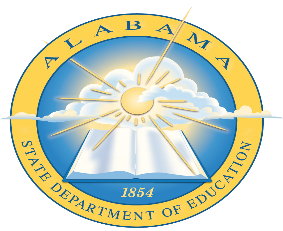 ALABAMA
1854
STATE DEPARTMENT OF EDUCATION